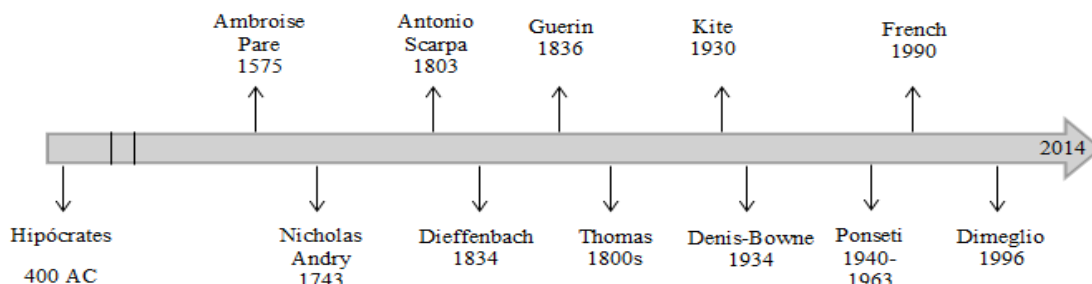 Ambroise
Pare
1575
Antonio
Scarpa
1803
Guerin
1836
Kite
1930
French
1990
2014
Hipócrates
400 AC
Nicholas
Andry
1743
Dieffenbach
1834
Thomas
1800s
Denis-Bowne
1934
Ponseti
1940-
1963
Dimeglio
1996